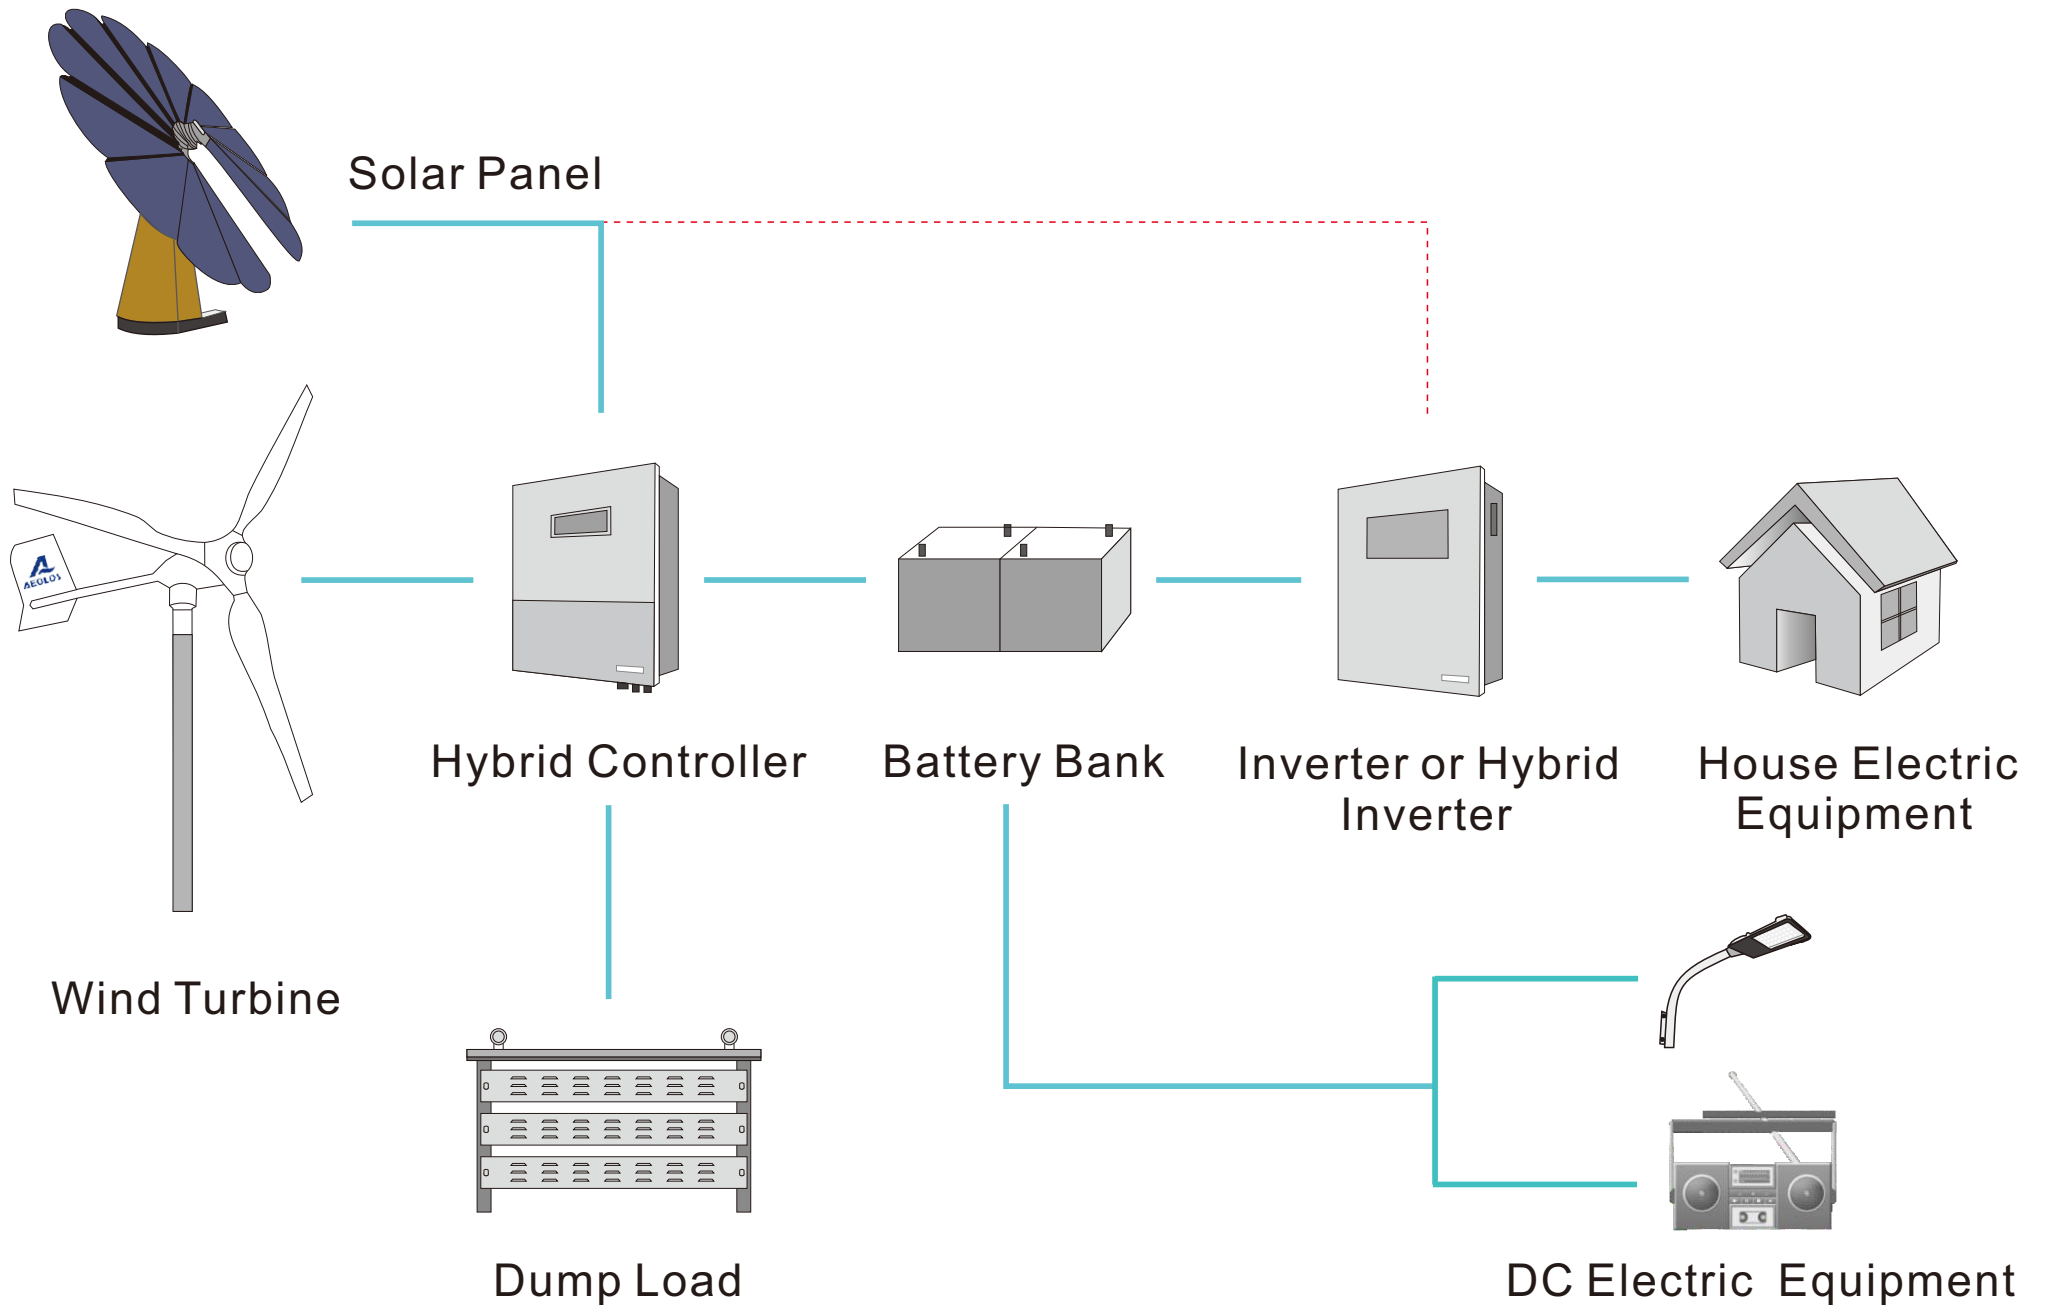 Solar Panel
AEOLOS
Hybrid Controller
Battery Bank
Inverter or Hybrid
Inverter
House Electric
Equipment
Wind Turbine
Dump Load
DC Electric Equipment